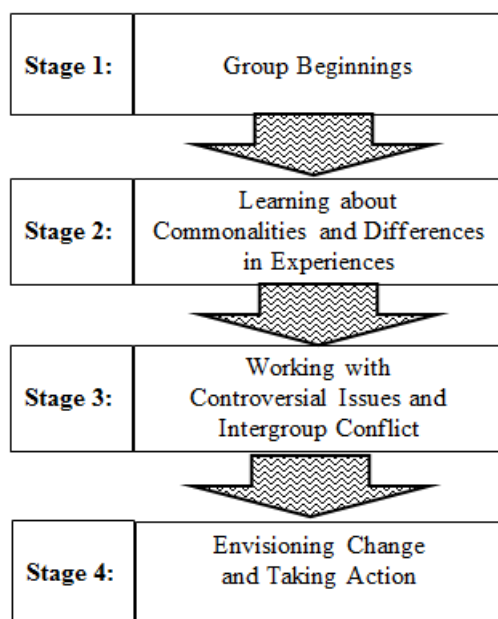 Stage 1:
Group Beginnings
Stage 2:
Learning about
Commonalities and Differences
in Experiences
Stage 3:
Working with
Controversial Issues and
Intergroup Conflict
Stage 4:
Envisioning Change
and Taking Action